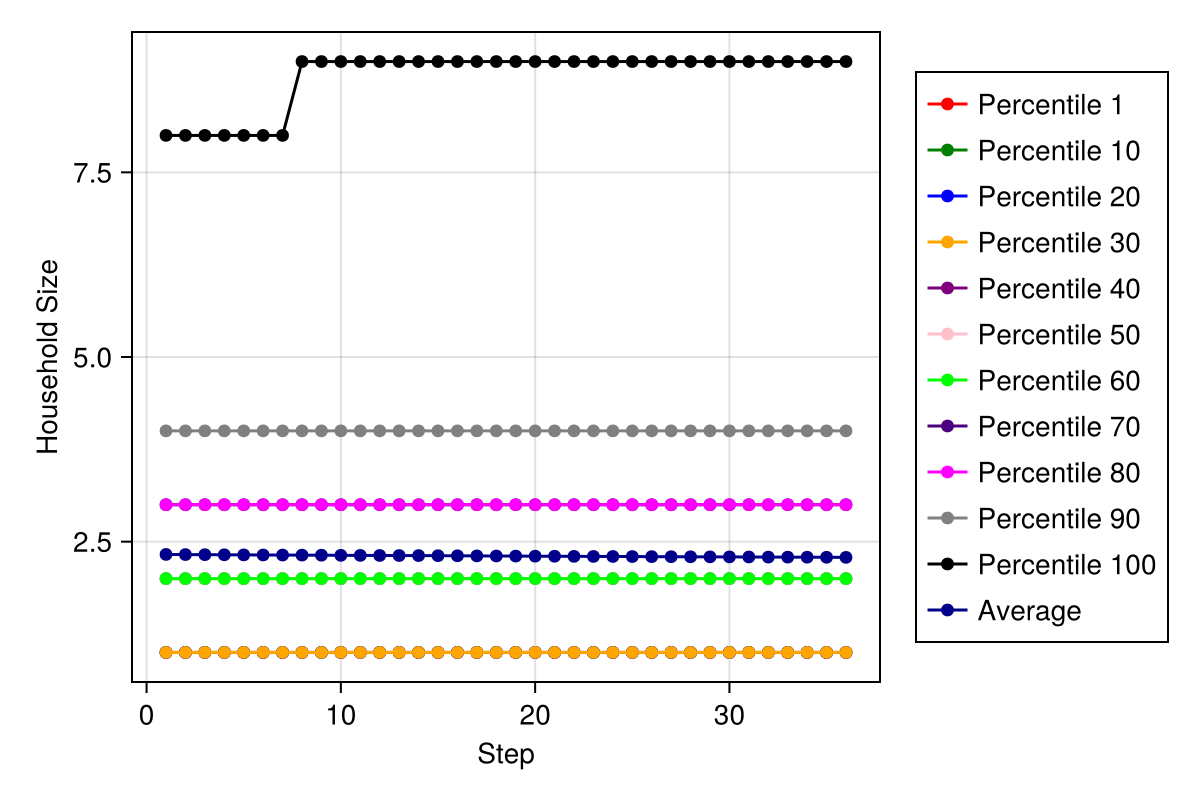 7.5
5.0
2.5
Household Size
0
10
20
30
Step
Percentile 1
Percentile 10
Percentile 20
Percentile 30
Percentile 40
Percentile 50
Percentile 60
Percentile 70
Percentile 80
Percentile 90
Percentile 100
Average